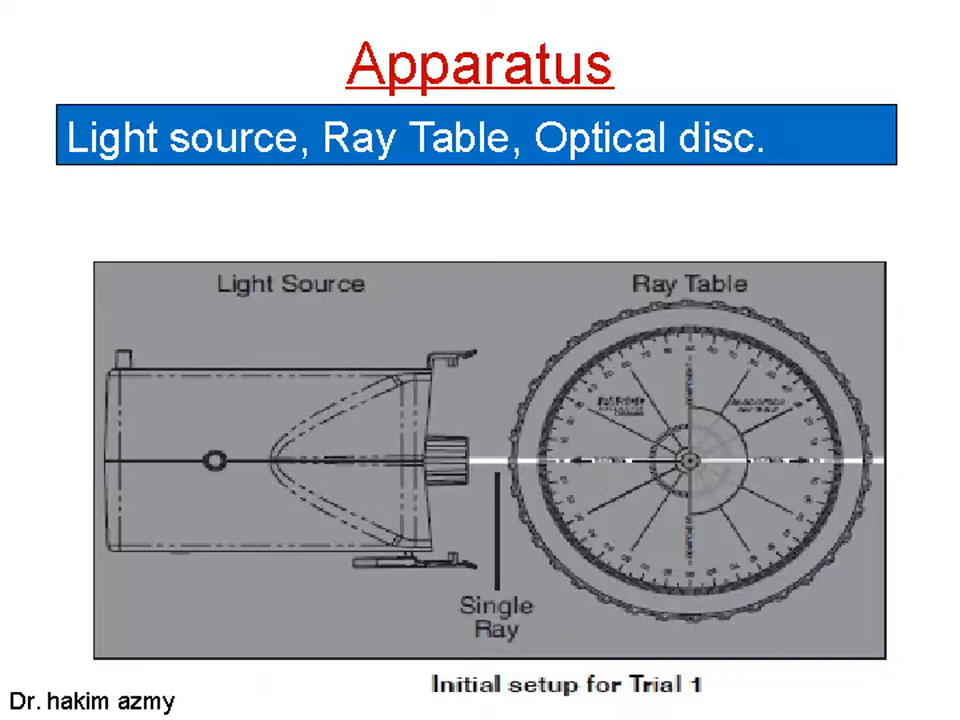 Apparatus
Light source, Ray Table, Optical disc.
Light Source
Ray Table
Single
Ray
Initial setup for Trial 1
Dr. hakim azmy